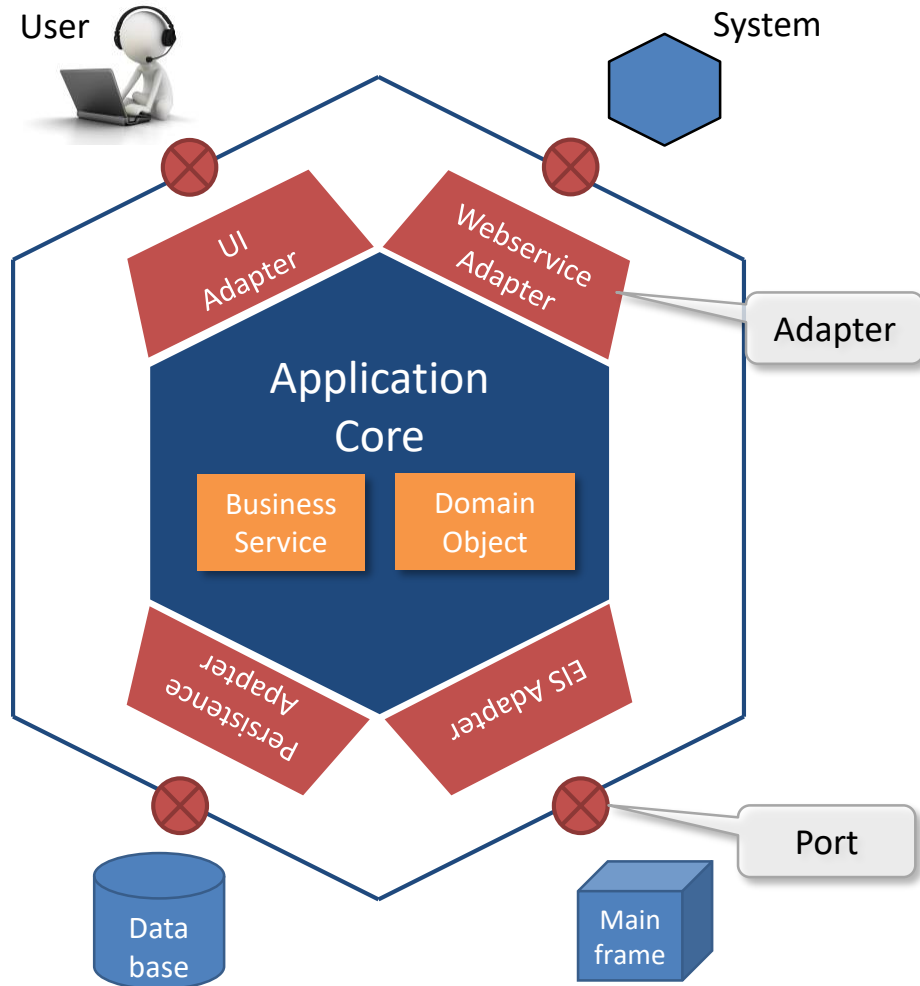 User
System
UI
Adapter
Webservice
Adapter
Adapter
Application
Core
Business
Service
Domain
Object
Persistence
Apapter
EIS Adapter
Port
Data
base
Main
frame